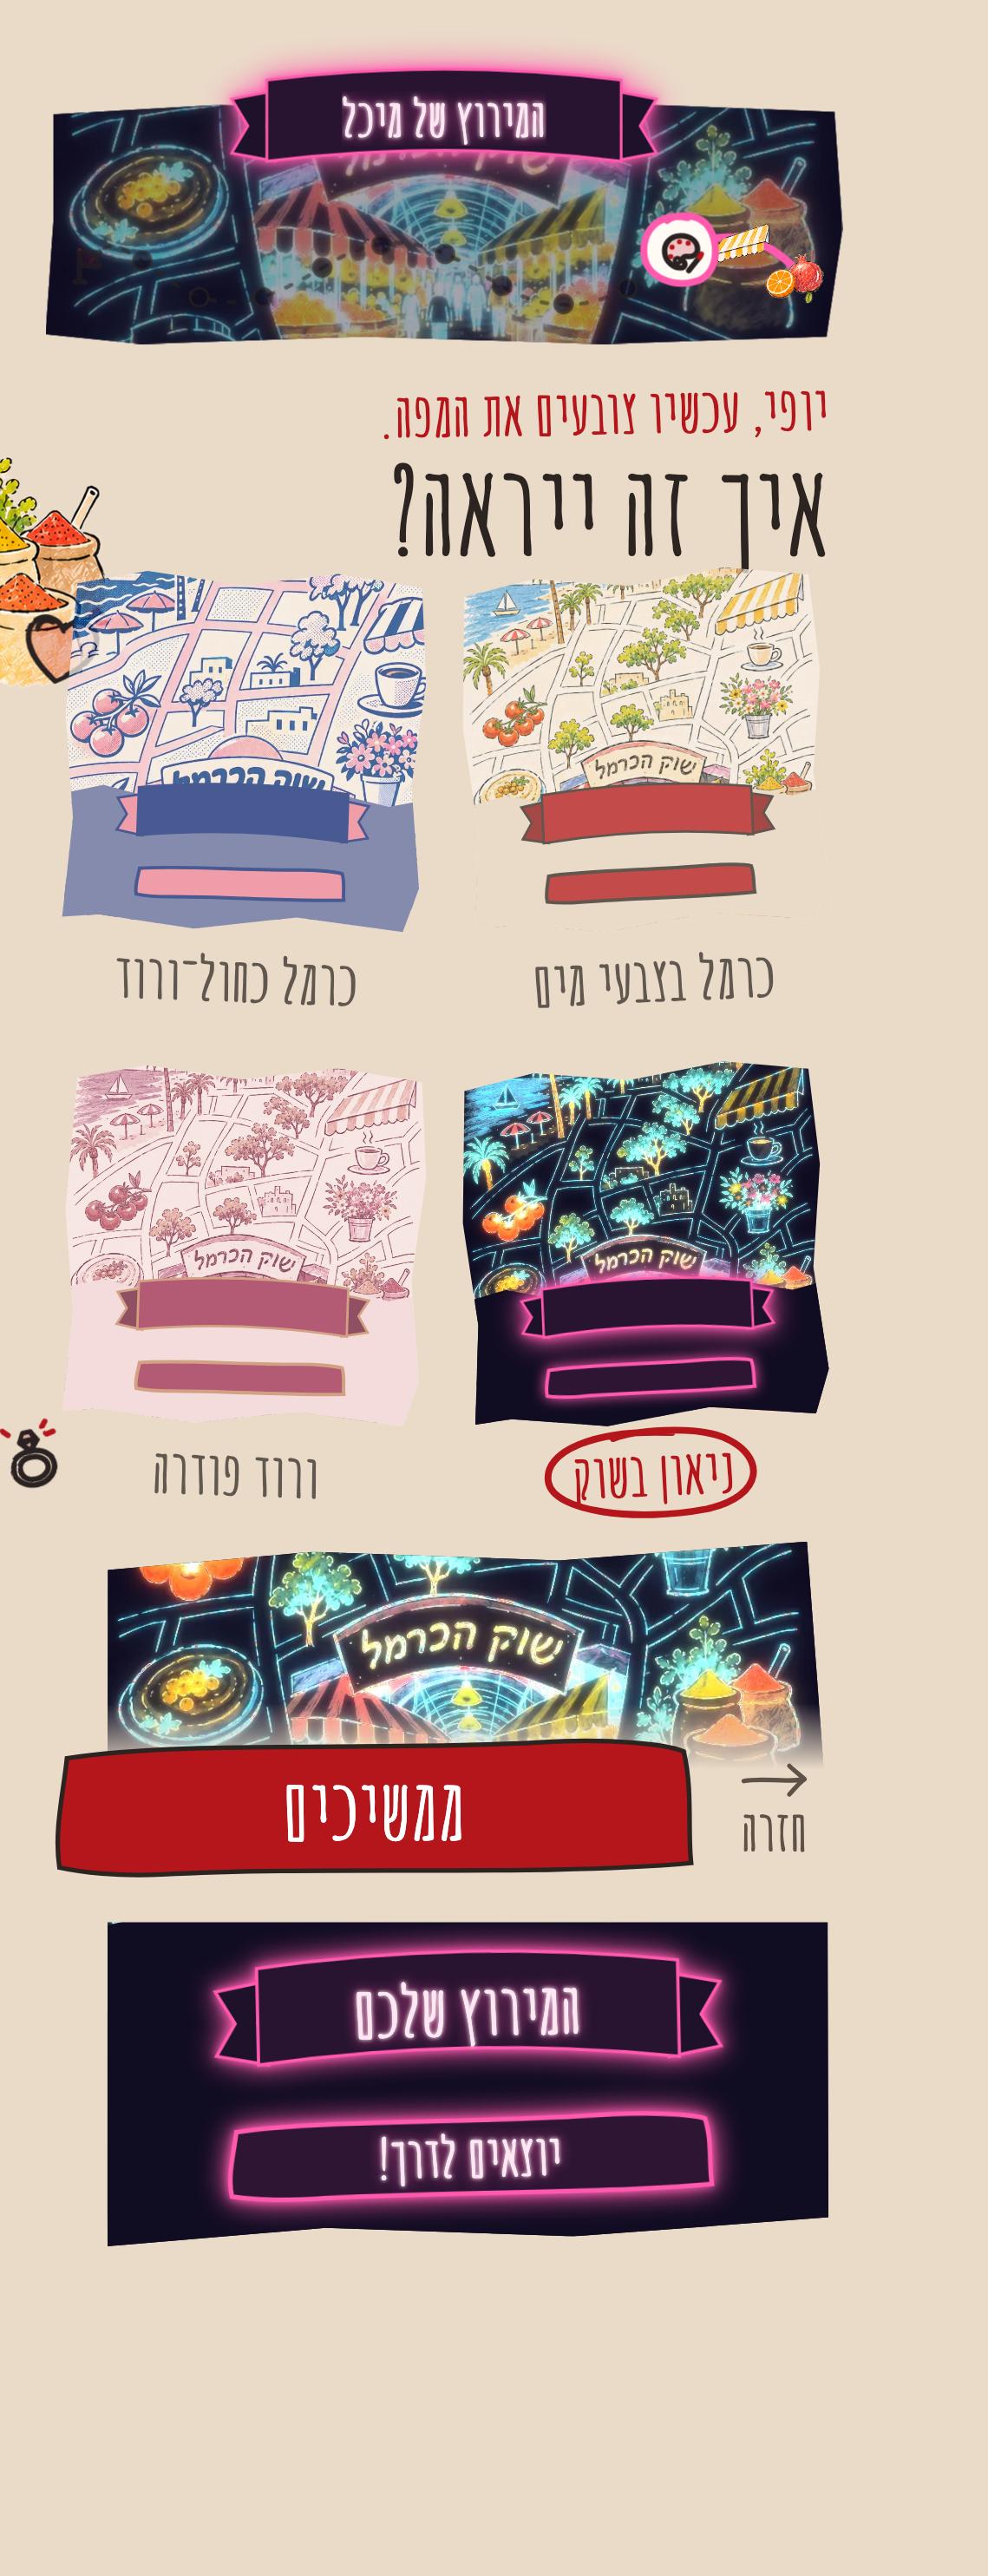 המירוץ של מיכל
יופי, עכשיו צובעים את המפה.
איך זה ייראה?
שוק הכרמל
שוק הכרמל
כרמל בצבעי מים
כרמל כחול־ורוד
שוק הכרמל
שוק הכרמל
ניאון בשוק
ורוד פודרה
שוק הכרמל
ממשיכים
חזרה
המירוץ שלכם
יוצאים לדרך!